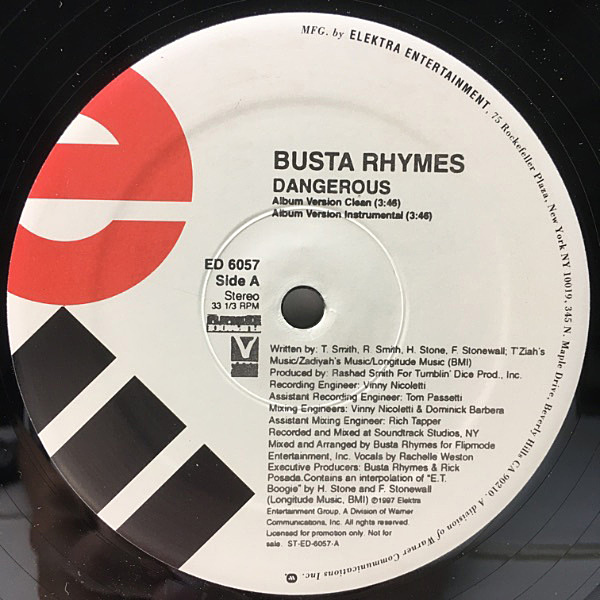 MFG. by ELEKTRA ENTERTAINMENT, 75 Rockefeller Plaza, New York NY 10019, 345 N. Maple Drive, Beverly Hills CA 90210. A division of Warner Communications Inc.
BUSTA RHYMES
DANGEROUS
Album Version Clean (3:46)
Album Version Instrumental (3:46)
ED 6057
Side A
Stereo
33 1/3 RPM
Written by: T. Smith, R. Smith, H. Stone, F. Stonewall; T'Ziah's
Music/Zadiyah's Music/Longitude Music (BMI)
Produced by: Rashad Smith For Tumblin' Dice Prod., Inc.
Recording Engineer: Vinny Nicoletti
Assistant Recording Engineer: Tom Passetti
Mixing Engineers: Vinny Nicoletti & Dominick Barbera
Assistant Mixing Engineer: Rich Tapper
Recorded and Mixed at Soundtrack Studios, NY
Mixed and Arranged by Busta Rhymes for Flipmode
Entertainment, Inc. Vocals by Rachelle Weston
Executive Producers: Busta Rhymes & Rick
Posada.Contains an interpolation of "E.T.
Boogie" by H. Stone and F. Stonewall
(Longitude Music, BMI) ℗1997 Elektra
Entertainment Group, A Division of Warner
Communications, Inc. All rights reserved.
Licensed for promotion only. Not for
sale. ST-ED-6057-A